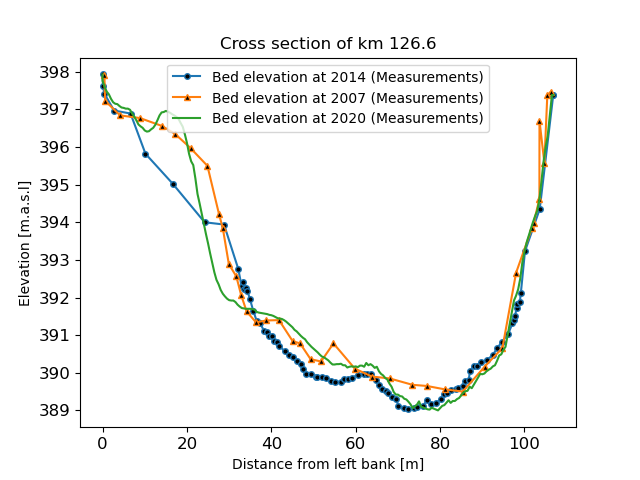 Cross section of km 126.6
Bed elevation at 2014 (Measurements)
Bed elevation at 2007 (Measurements)
Bed elevation at 2020 (Measurements)
398
397
396
395
394
393
392
391
390
389
Elevation [m.a.s.l]
0 20 40 60 80 100
Distance from left bank [m]